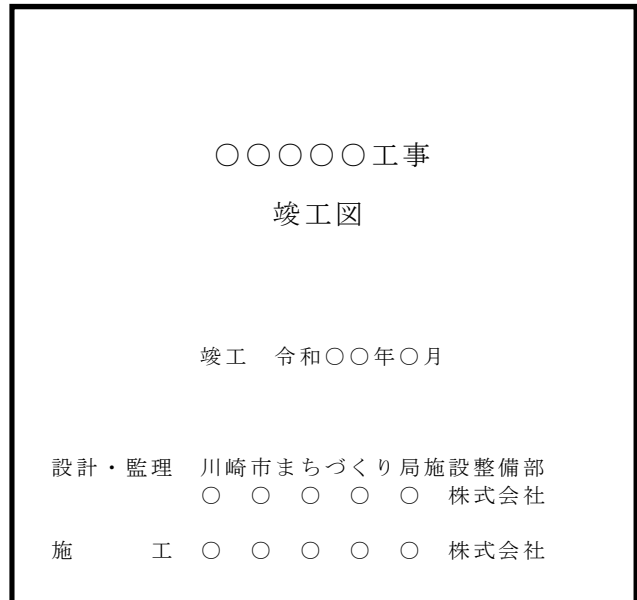 ○○○○○工事
竣工図
竣工　令和○○年○月
設計・監理　川崎市まちづくり局施設整備部
○　○　○　○　○　株式会社
施　　　工　○　○　○　○　○　株式会社